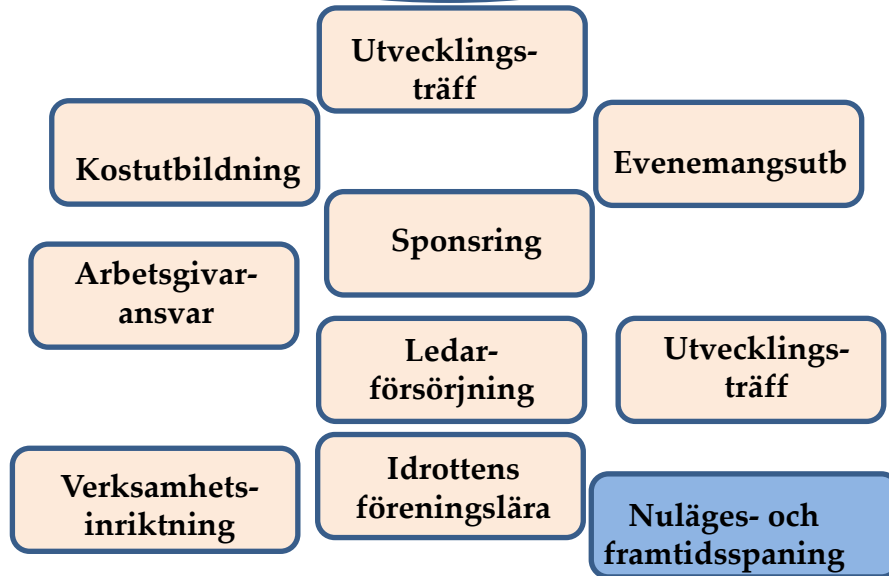 Utvecklings-
träff
Kostutbildning
Evenemangsutb
Sponsring
Arbetsgivar-
ansvar
Ledar-
försörjning
Utvecklings-
träff
Verksamhets-
inriktning
Idrottens
föreningslära
Nuläges- och
framtidsspaning